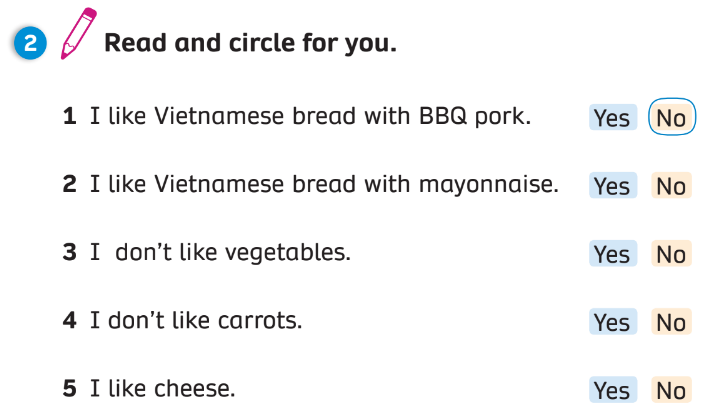 2 Read and circle for you.
1 I like Vietnamese bread with BBQ pork. Yes No
2 I like Vietnamese bread with mayonnaise. Yes No
3 I don't like vegetables. Yes No
4 I don't like carrots. Yes No
5 I like cheese. Yes No